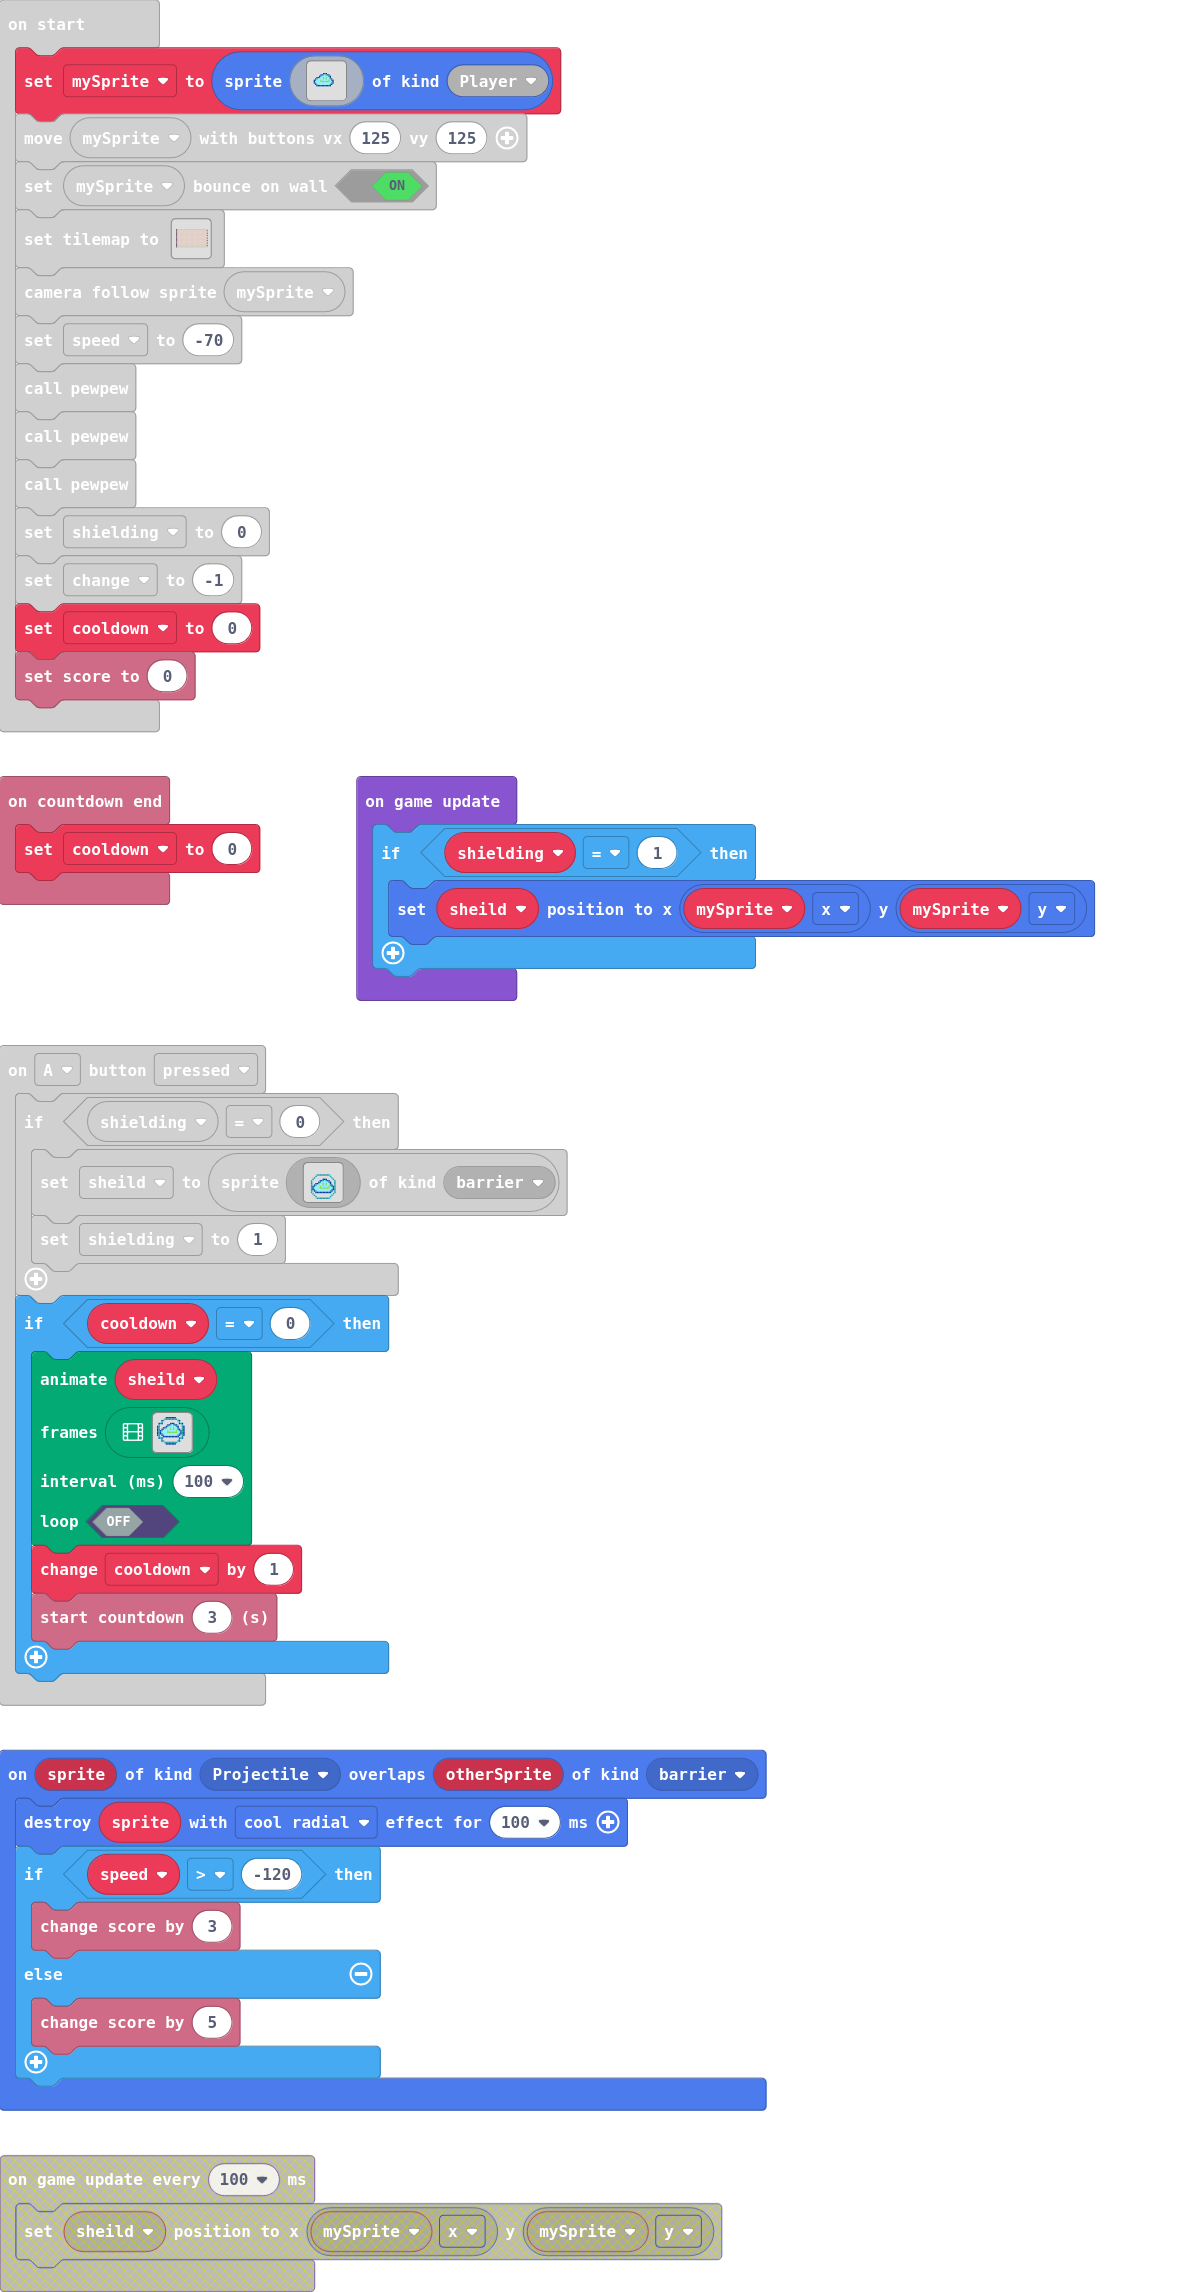 on start
set mySprite to sprite of kind Player
move mySprite with buttons vx 125 vy 125
set mySprite bounce on wall ON
set tilemap to
camera follow sprite mySprite
set speed to -70
call pewpew
call pewpew
call pewpew
set shielding to 0
set change to -1
set cooldown to 0
set score to 0
on countdown end
set cooldown to 0
on game update
if shielding = 1 then
set sheild position to x mySprite x y mySprite y
on A button pressed
if shielding = 0 then
set sheild to sprite of kind barrier
set shielding to 1
if cooldown = 0 then
animate sheild
frames
interval (ms) 100
loop OFF
change cooldown by 1
start countdown 3 (s)
on sprite of kind Projectile overlaps otherSprite of kind barrier
destroy sprite with cool radial effect for 100 ms
if speed > -120 then
change score by 3
else
change score by 5
on game update every 100 ms
set sheild position to x mySprite x y mySprite y